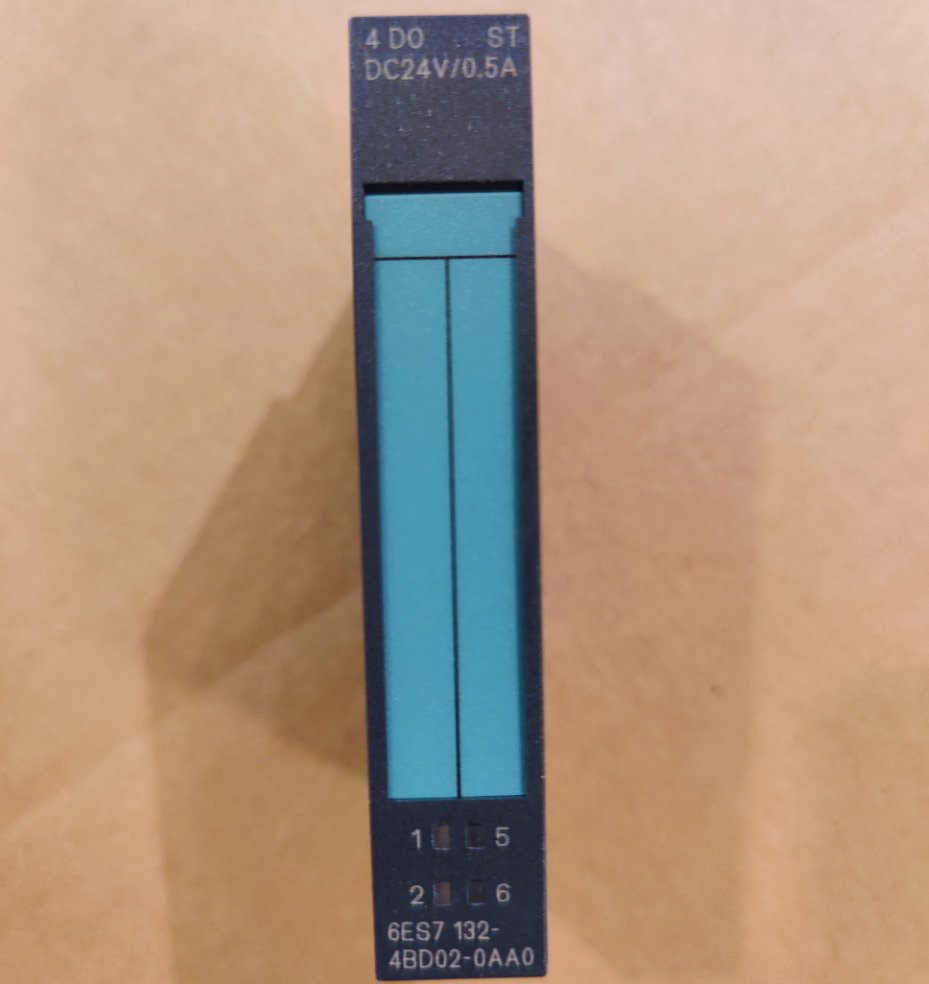 4 DO ST
DC24V/0.5A
1 5
2 6
6ES7 132-
4BD02-0AA0